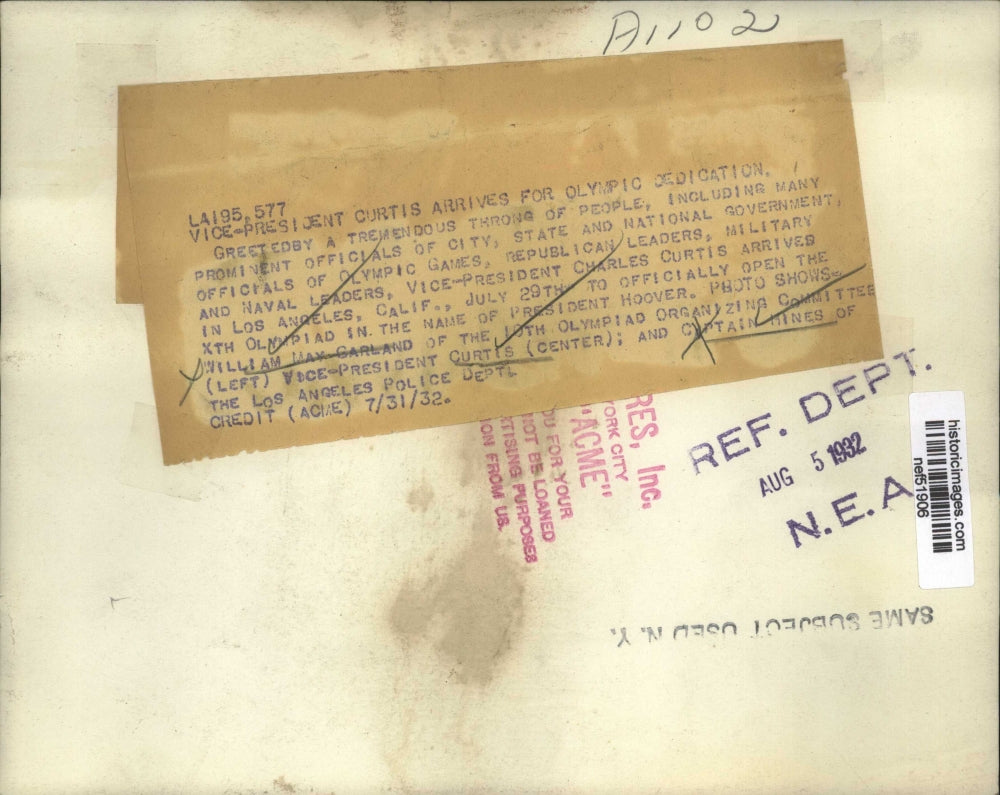 A1102
LA195,577
VICE-PRESIDENT CURTIS ARRIVES FOR OLYMPIC DEDICATION.
GREETEDBY A TREMENDOUS THRONG OF PEOPLE, INCLUDING MANY
PROMINENT OFFICIALS OF CITY, STATE AND NATIONAL GOVERNMENT,
OFFICIALS OF OLYMPIC GAMES, REPUBLICAN LEADERS, MILITARY
AND NAVAL LEADERS, VICE-PRESIDENT CHARLES CURTIS ARRIVED
IN LOS ANGELES, CALIF., JULY 29TH. TO OFFICIALLY OPEN THE
XTH OLYMPIAD IN THE NAME OF PRESIDENT HOOVER. PHOTO SHOWS-
WILLIAM MAY GARLAND OF THE 10TH OLYMPIAD ORGANIZING COMMITTEE
(LEFT) VICE-PRESIDENT CURTIS (CENTER); AND CAPTAIN HINES OF
THE LOS ANGELES POLICE DEPT.
CREDIT (ACME) 7/31/32.
RES, Inc.
YORK CITY
"ACME"
OU FOR YOUR
NOT BE LOANED
RTISING PURPOSES
ON FROM US.
REF. DEPT.
AUG 5 1932
N.E.A
historicimages.com
nef51906
SAME SUBJECT USED N.Y.